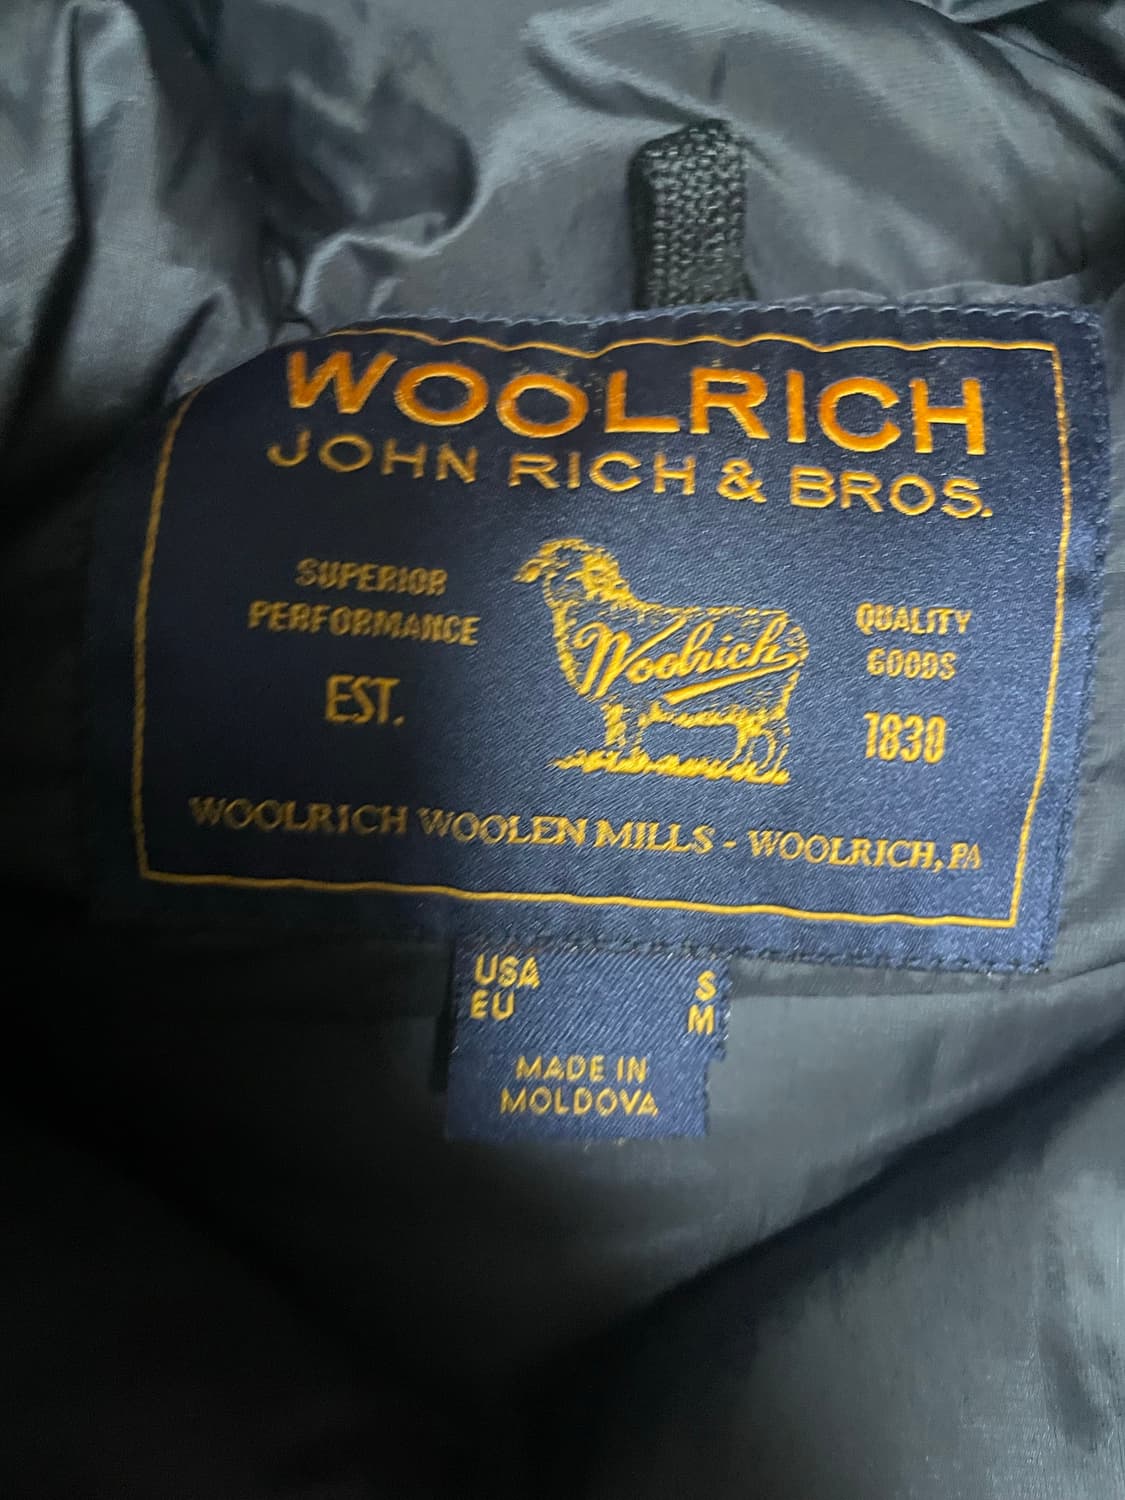 WOOLRICH
JOHN RICH & BROS.
SUPERIOR
PERFORMANCE
EST.
Woolrich
QUALITY
GOODS
1830
WOOLRICH WOOLEN MILLS - WOOLRICH, PA
USA S
EU M
MADE IN
MOLDOVA